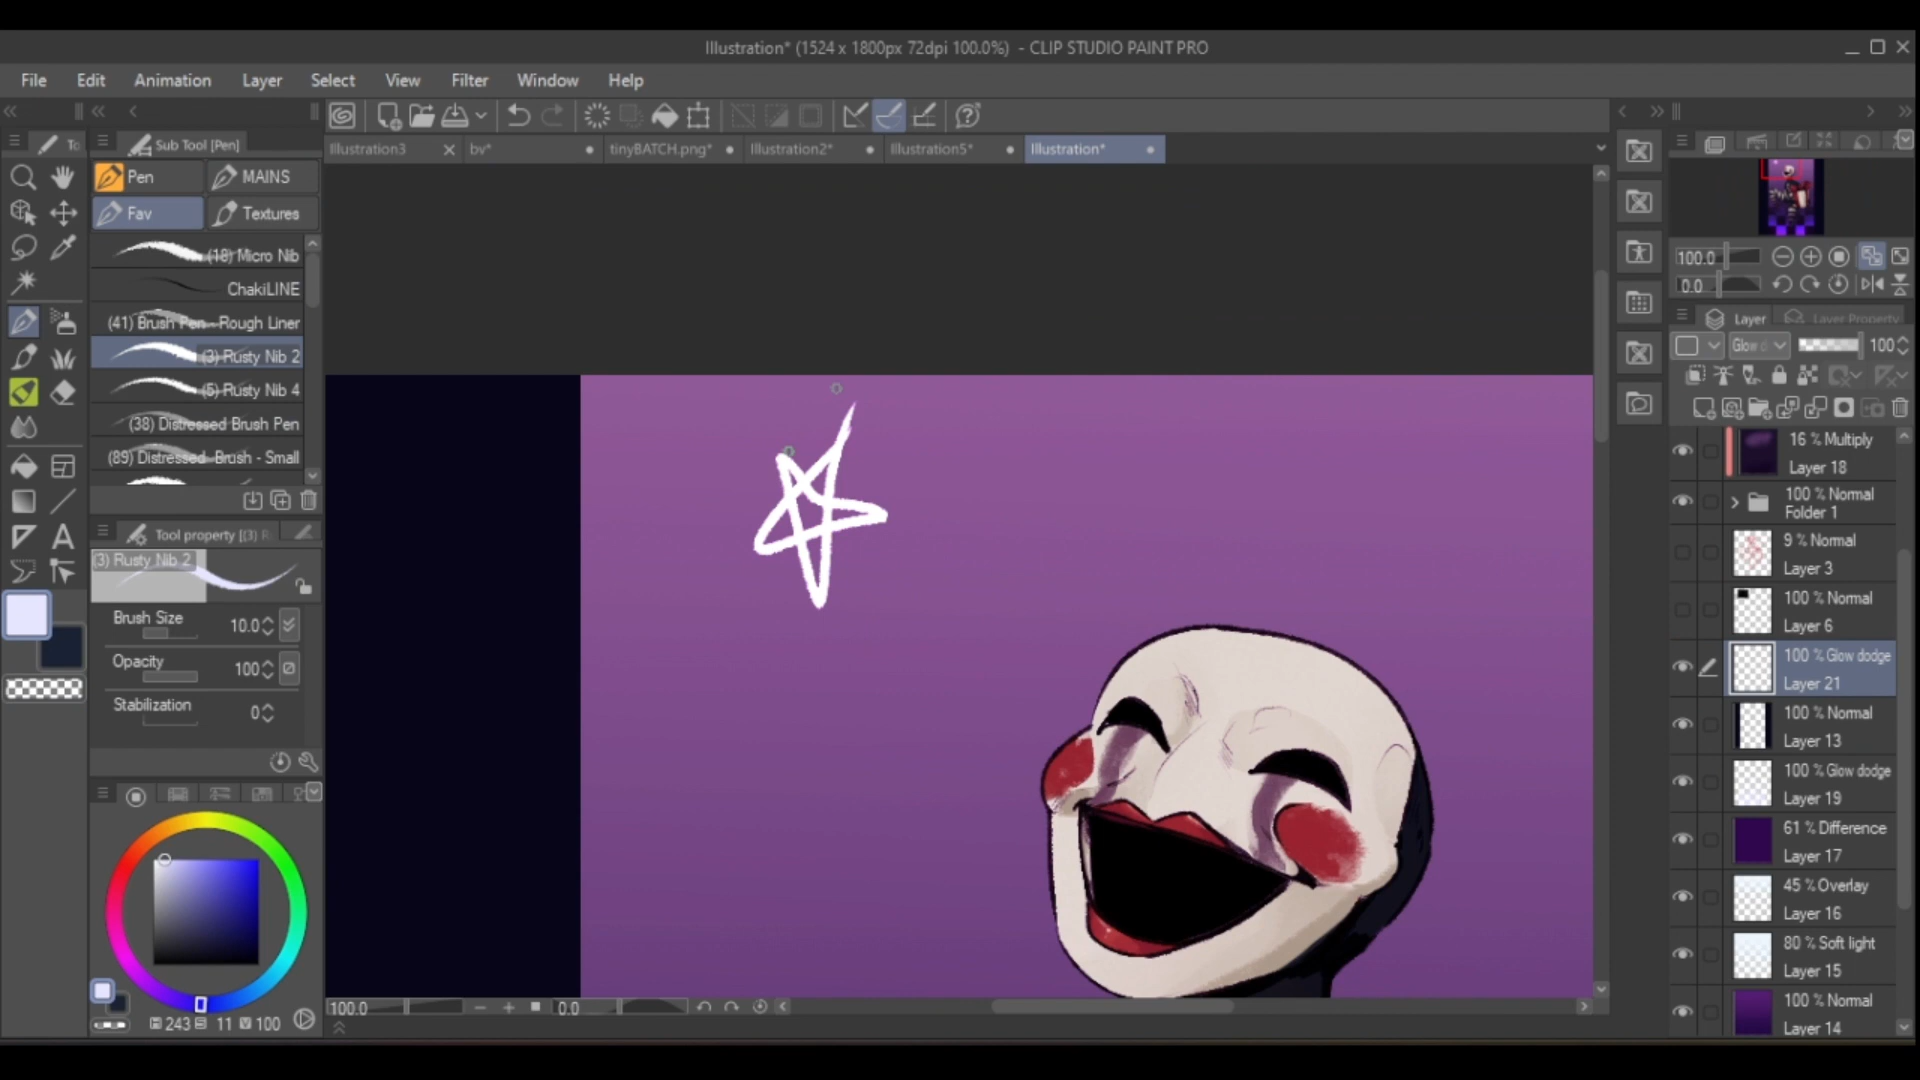 Illustration* (1524 x 1800px 72dpi 100.0%) - CLIP STUDIO PAINT PRO
File Edit Animation Layer Select View Filter Window Help
To Sub Tool [Pen]
Illustration3 bv* tinyBATCH.png* Illustration2* Illustration5* Illustration*
Pen MAINS
Fav Textures
(18) Micro Nib
ChakiLINE
(41) Brush Pen - Rough Liner
(3) Rusty Nib 2
(5) Rusty Nib 4
(38) Distressed Brush Pen
(89) Distressed Brush - Small
Tool property [(3) R
(3) Rusty Nib 2
Brush Size 10.0
Opacity 100
Stabilization 0
H 243 S 11 V 100
100.0 0.0
100.0
0.0
Layer Layer Property
Glow d 100
16 % Multiply
Layer 18
100 % Normal
Folder 1
9 % Normal
Layer 3
100 % Normal
Layer 6
100 % Glow dodge
Layer 21
100 % Normal
Layer 13
100 % Glow dodge
Layer 19
61 % Difference
Layer 17
45 % Overlay
Layer 16
80 % Soft light
Layer 15
100 % Normal
Layer 14